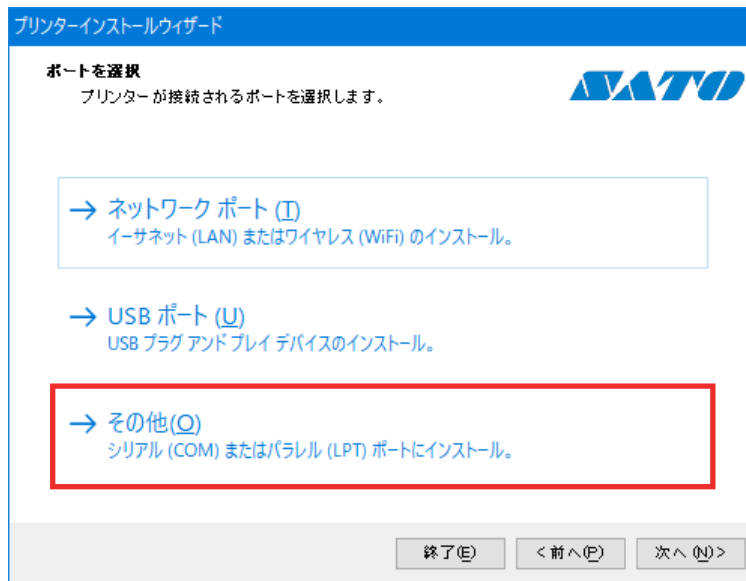 プリンターインストールウィザード
ポートを選択
プリンターが接続されるポートを選択します。
SATO
→ ネットワーク ポート (T)
イーサネット (LAN) またはワイヤレス (WiFi) のインストール。
→ USB ポート (U)
USB プラグ アンド プレイ デバイスのインストール。
→ その他(O)
シリアル (COM) またはパラレル (LPT) ポートにインストール。
終了(E) <前へ(P) 次へ(N)>